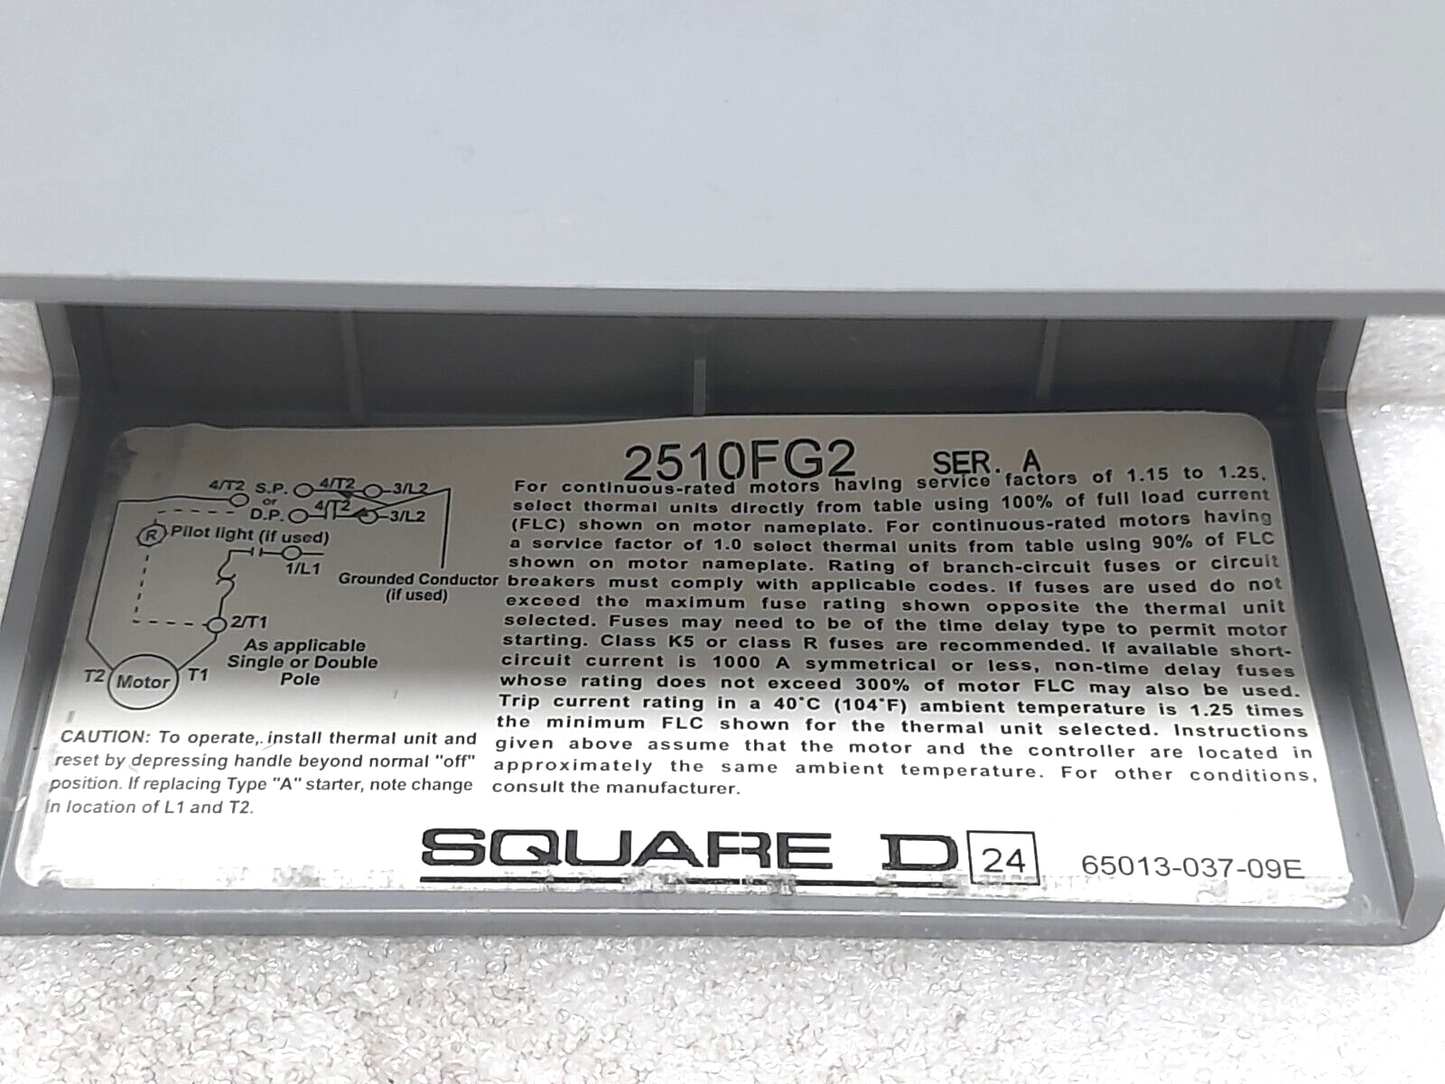 2510FG2 SER. A
4/T2 S.P. 4/T2 3/L2
or
D.P. 4/T2 3/L2
R Pilot light (if used)
1/L1
Grounded Conductor
(if used)
2/T1
As applicable
Single or Double
Pole
T2 Motor T1
CAUTION: To operate, install thermal unit and
reset by depressing handle beyond normal "off"
position. If replacing Type "A" starter, note change
in location of L1 and T2.
For continuous-rated motors having service factors of 1.15 to 1.25,
select thermal units directly from table using 100% of full load current
(FLC) shown on motor nameplate. For continuous-rated motors having
a service factor of 1.0 select thermal units from table using 90% of FLC
shown on motor nameplate. Rating of branch-circuit fuses or circuit
breakers must comply with applicable codes. If fuses are used do not
exceed the maximum fuse rating shown opposite the thermal unit
selected. Fuses may need to be of the time delay type to permit motor
starting. Class K5 or class R fuses are recommended. If available short-
circuit current is 1000 A symmetrical or less, non-time delay fuses
whose rating does not exceed 300% of motor FLC may also be used.
Trip current rating in a 40°C (104°F) ambient temperature is 1.25 times
the minimum FLC shown for the thermal unit selected. Instructions
given above assume that the motor and the controller are located in
approximately the same ambient temperature. For other conditions,
consult the manufacturer.
SQUARE D 24 65013-037-09E